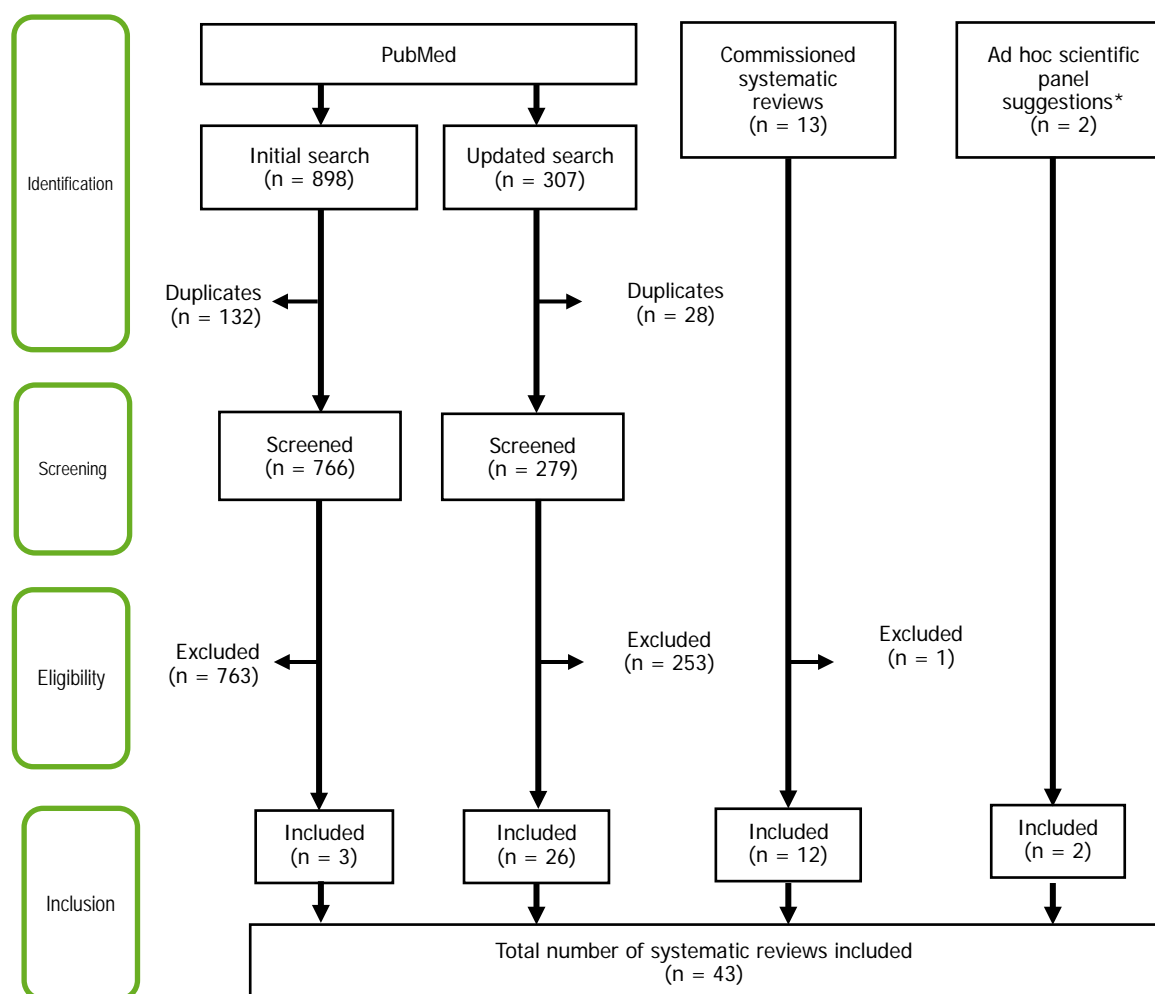 PubMed
Commissioned
systematic
reviews
(n = 13)
Ad hoc scientific
panel
suggestions*
(n = 2)
Identification
Initial search
(n = 898)
Updated search
(n = 307)
Duplicates
(n = 132)
Duplicates
(n = 28)
Screening
Screened
(n = 766)
Screened
(n = 279)
Eligibility
Excluded
(n = 763)
Excluded
(n = 253)
Excluded
(n = 1)
Inclusion
Included
(n = 3)
Included
(n = 26)
Included
(n = 12)
Included
(n = 2)
Total number of systematic reviews included
(n = 43)